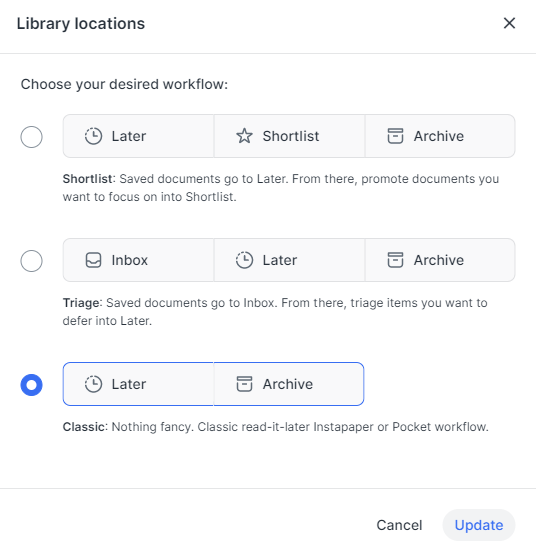 Library locations
Choose your desired workflow:
Later Shortlist Archive
Shortlist: Saved documents go to Later. From there, promote documents you
want to focus on into Shortlist.
Inbox Later Archive
Triage: Saved documents go to Inbox. From there, triage items you want to
defer into Later.
Later Archive
Classic: Nothing fancy. Classic read-it-later Instapaper or Pocket workflow.
Cancel Update